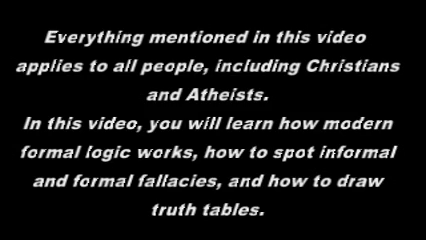 Everything mentioned in this video
applies to all people, including Christians
and Atheists.
In this video, you will learn how modern
formal logic works, how to spot informal
and formal fallacies, and how to draw
truth tables.